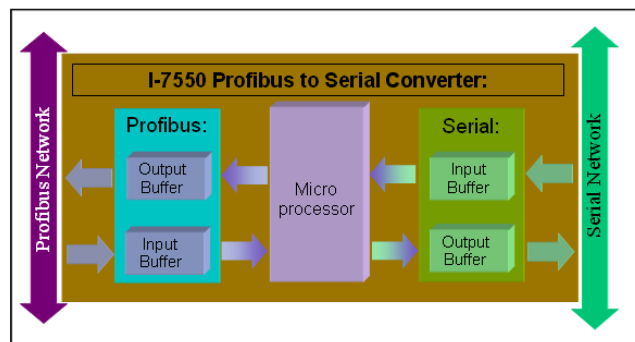 I-7550 Profibus to Serial Converter:
Profibus Network
Profibus:
Output
Buffer
Input
Buffer
Micro
processor
Serial:
Input
Buffer
Output
Buffer
Serial Network